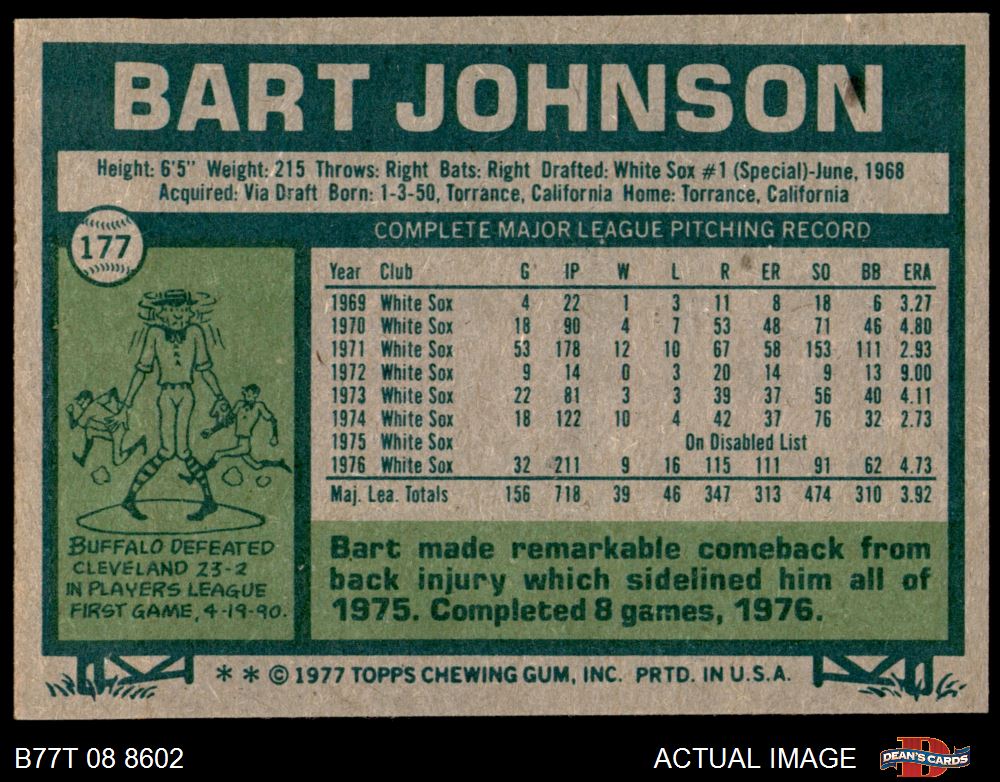 BART JOHNSON
Height: 6'5" Weight: 215 Throws: Right Bats: Right Drafted: White Sox #1 (Special)-June, 1968
Acquired: Via Draft Born: 1-3-50, Torrance, California Home: Torrance, California
177
COMPLETE MAJOR LEAGUE PITCHING RECORD
Year Club G IP W L R ER SO BB ERA
1969 White Sox 4 22 1 3 11 8 18 6 3.27
1970 White Sox 18 90 4 7 53 48 71 46 4.80
1971 White Sox 53 178 12 10 67 58 153 111 2.93
1972 White Sox 9 14 0 3 20 14 9 13 9.00
1973 White Sox 22 81 3 3 39 37 56 40 4.11
1974 White Sox 18 122 10 4 42 37 76 32 2.73
1975 White Sox On Disabled List
1976 White Sox 32 211 9 16 115 111 91 62 4.73
Maj. Lea. Totals 156 718 39 46 347 313 474 310 3.92
BUFFALO DEFEATED
CLEVELAND 23-2
IN PLAYERS LEAGUE
FIRST GAME, 4-19-90.
Bart made remarkable comeback from
back injury which sidelined him all of
1975. Completed 8 games, 1976.
* * © 1977 TOPPS CHEWING GUM, INC. PRTD. IN U.S.A.
B77T 08 8602
ACTUAL IMAGE
DEAN'S CARDS